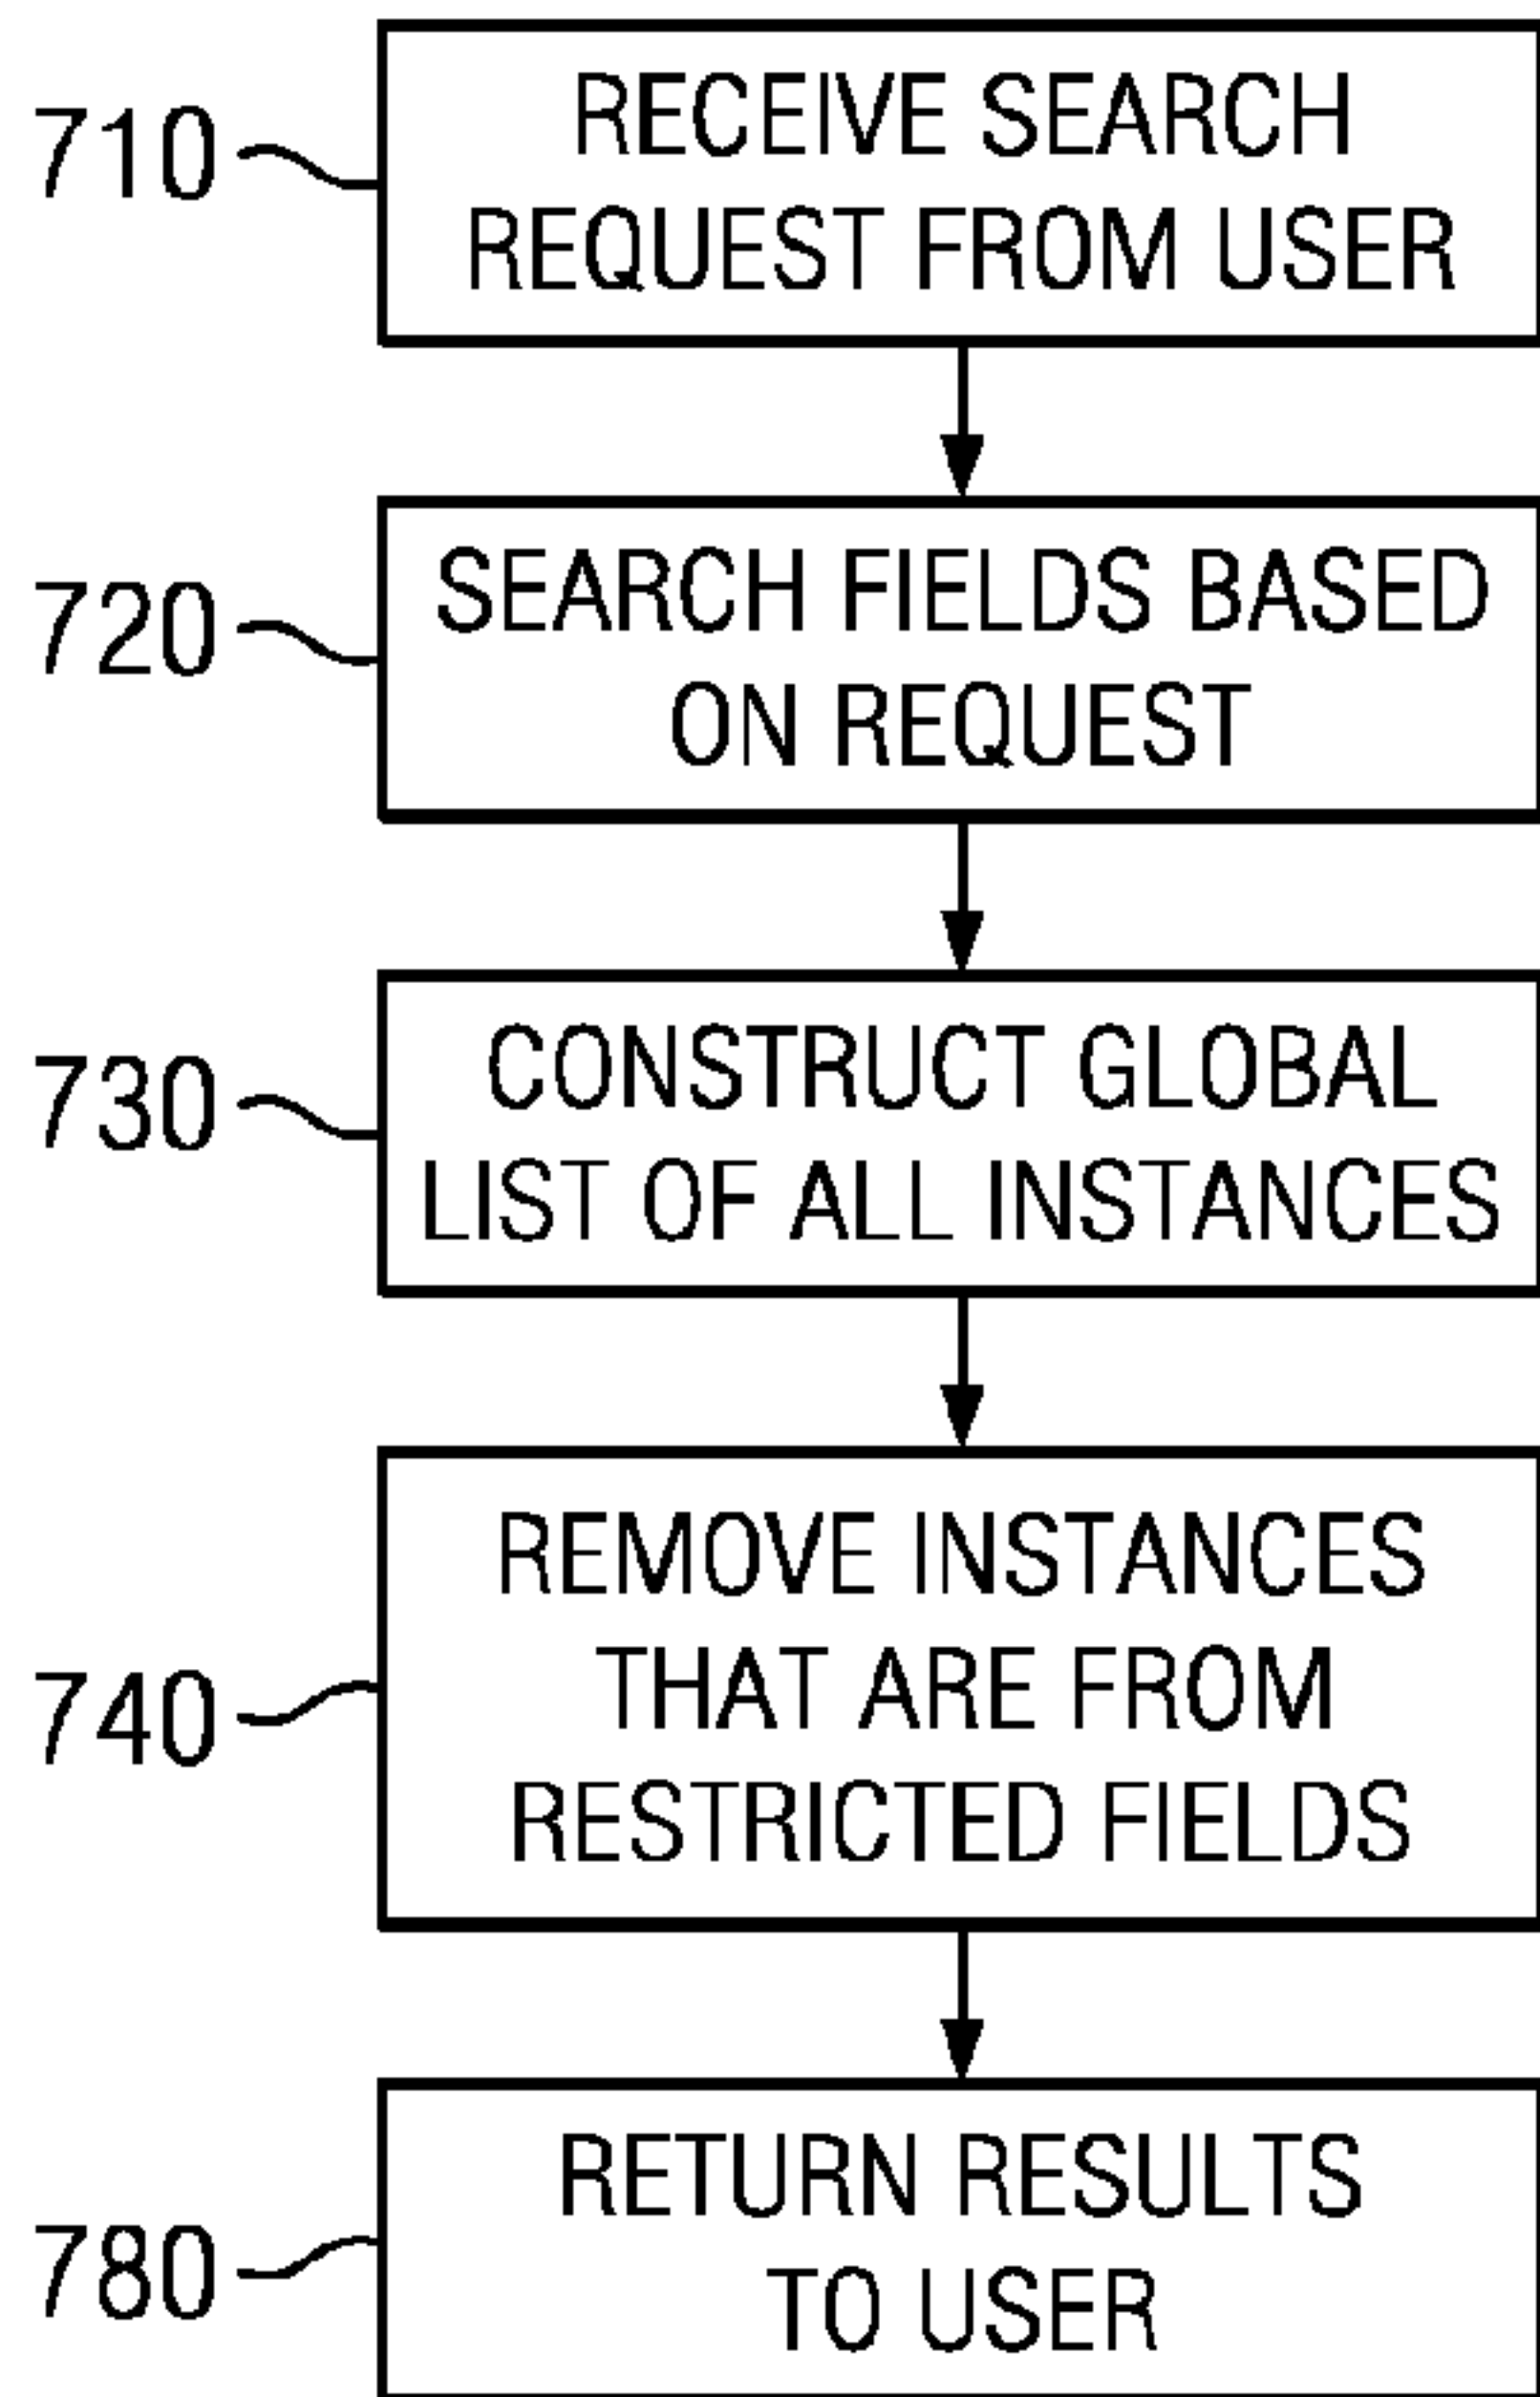 710
RECEIVE SEARCH
REQUEST FROM USER
720
SEARCH FIELDS BASED
ON REQUEST
730
CONSTRUCT GLOBAL
LIST OF ALL INSTANCES
740
REMOVE INSTANCES
THAT ARE FROM
RESTRICTED FIELDS
780
RETURN RESULTS
TO USER